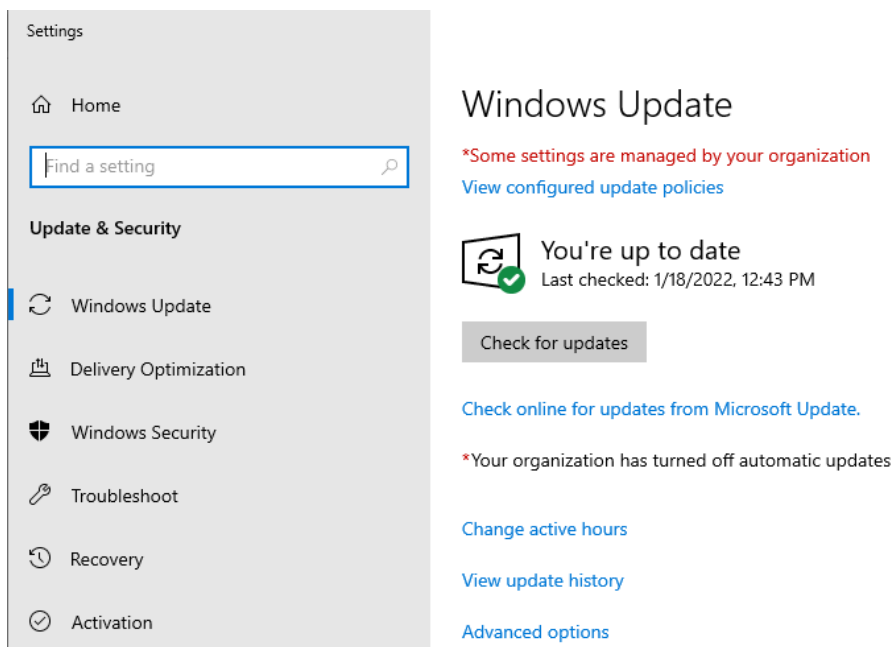 Settings
Home
Find a setting
Update & Security
Windows Update
Delivery Optimization
Windows Security
Troubleshoot
Recovery
Activation
Windows Update
*Some settings are managed by your organization
View configured update policies
You're up to date
Last checked: 1/18/2022, 12:43 PM
Check for updates
Check online for updates from Microsoft Update.
*Your organization has turned off automatic updates
Change active hours
View update history
Advanced options